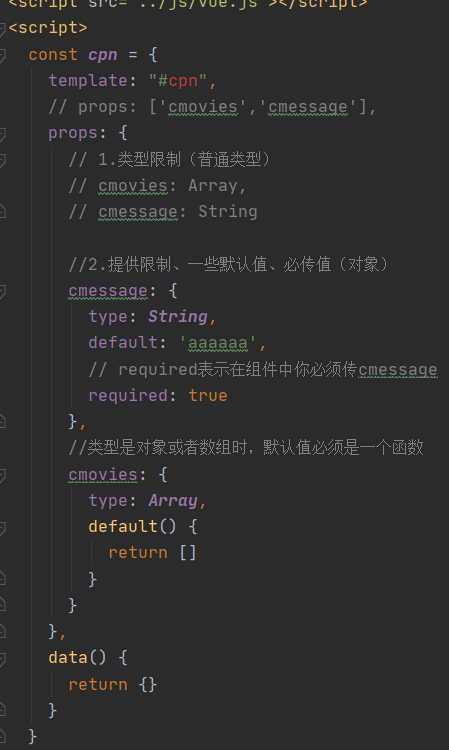 <script src="../js/vue.js"></script>
<script>
const cpn = {
template: "#cpn",
// props: ['cmovies','cmessage'],
props: {
// 1.类型限制（普通类型）
// cmovies: Array,
// cmessage: String
//2.提供限制、一些默认值、必传值（对象）
cmessage: {
type: String,
default: 'aaaaaa',
// required表示在组件中你必须传cmessage
required: true
},
//类型是对象或者数组时，默认值必须是一个函数
cmovies: {
type: Array,
default() {
return []
}
}
},
data() {
return {}
}
}